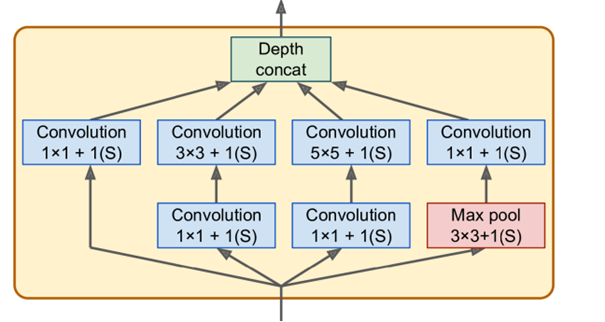 Depth
concat
Convolution
1×1 + 1(S)
Convolution
3×3 + 1(S)
Convolution
5×5 + 1(S)
Convolution
1×1 + 1(S)
Convolution
1×1 + 1(S)
Convolution
1×1 + 1(S)
Max pool
3×3+1(S)